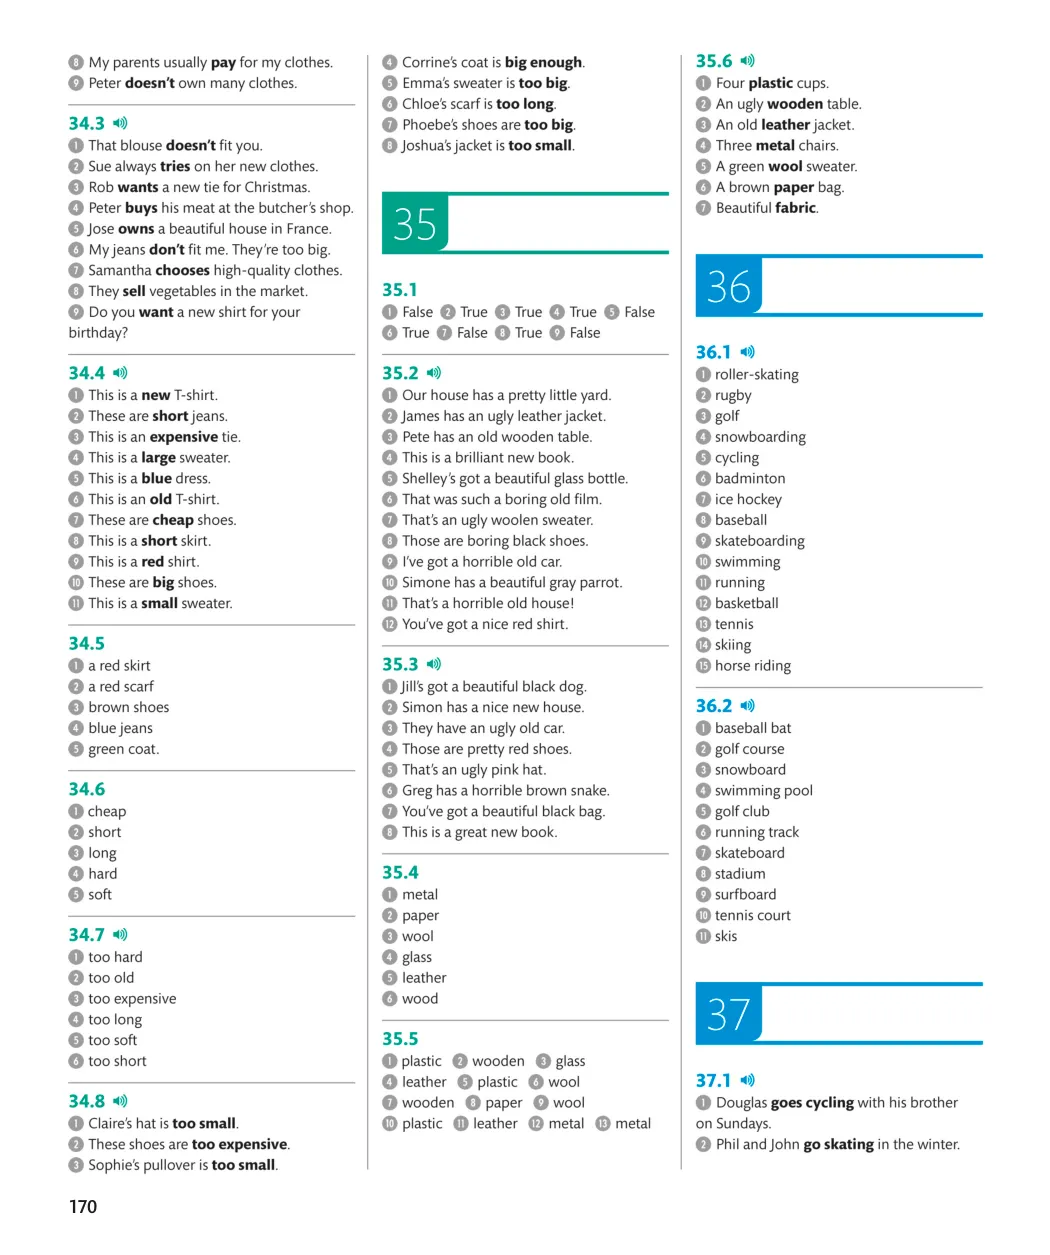 8 My parents usually pay for my clothes.
9 Peter doesn't own many clothes.
34.3
1 That blouse doesn't fit you.
2 Sue always tries on her new clothes.
3 Rob wants a new tie for Christmas.
4 Peter buys his meat at the butcher's shop.
5 Jose owns a beautiful house in France.
6 My jeans don't fit me. They're too big.
7 Samantha chooses high-quality clothes.
8 They sell vegetables in the market.
9 Do you want a new shirt for your
birthday?
34.4
1 This is a new T-shirt.
2 These are short jeans.
3 This is an expensive tie.
4 This is a large sweater.
5 This is a blue dress.
6 This is an old T-shirt.
7 These are cheap shoes.
8 This is a short skirt.
9 This is a red shirt.
10 These are big shoes.
11 This is a small sweater.
34.5
1 a red skirt
2 a red scarf
3 brown shoes
4 blue jeans
5 green coat.
34.6
1 cheap
2 short
3 long
4 hard
5 soft
34.7
1 too hard
2 too old
3 too expensive
4 too long
5 too soft
6 too short
34.8
1 Claire's hat is too small.
2 These shoes are too expensive.
3 Sophie's pullover is too small.
4 Corrine's coat is big enough.
5 Emma's sweater is too big.
6 Chloe's scarf is too long.
7 Phoebe's shoes are too big.
8 Joshua's jacket is too small.
35
35.1
1 False 2 True 3 True 4 True 5 False
6 True 7 False 8 True 9 False
35.2
1 Our house has a pretty little yard.
2 James has an ugly leather jacket.
3 Pete has an old wooden table.
4 This is a brilliant new book.
5 Shelley's got a beautiful glass bottle.
6 That was such a boring old film.
7 That's an ugly woolen sweater.
8 Those are boring black shoes.
9 I've got a horrible old car.
10 Simone has a beautiful gray parrot.
11 That's a horrible old house!
12 You've got a nice red shirt.
35.3
1 Jill's got a beautiful black dog.
2 Simon has a nice new house.
3 They have an ugly old car.
4 Those are pretty red shoes.
5 That's an ugly pink hat.
6 Greg has a horrible brown snake.
7 You've got a beautiful black bag.
8 This is a great new book.
35.4
1 metal
2 paper
3 wool
4 glass
5 leather
6 wood
35.5
1 plastic 2 wooden 3 glass
4 leather 5 plastic 6 wool
7 wooden 8 paper 9 wool
10 plastic 11 leather 12 metal 13 metal
35.6
1 Four plastic cups.
2 An ugly wooden table.
3 An old leather jacket.
4 Three metal chairs.
5 A green wool sweater.
6 A brown paper bag.
7 Beautiful fabric.
36
36.1
1 roller-skating
2 rugby
3 golf
4 snowboarding
5 cycling
6 badminton
7 ice hockey
8 baseball
9 skateboarding
10 swimming
11 running
12 basketball
13 tennis
14 skiing
15 horse riding
36.2
1 baseball bat
2 golf course
3 snowboard
4 swimming pool
5 golf club
6 running track
7 skateboard
8 stadium
9 surfboard
10 tennis court
11 skis
37
37.1
1 Douglas goes cycling with his brother
on Sundays.
2 Phil and John go skating in the winter.
170